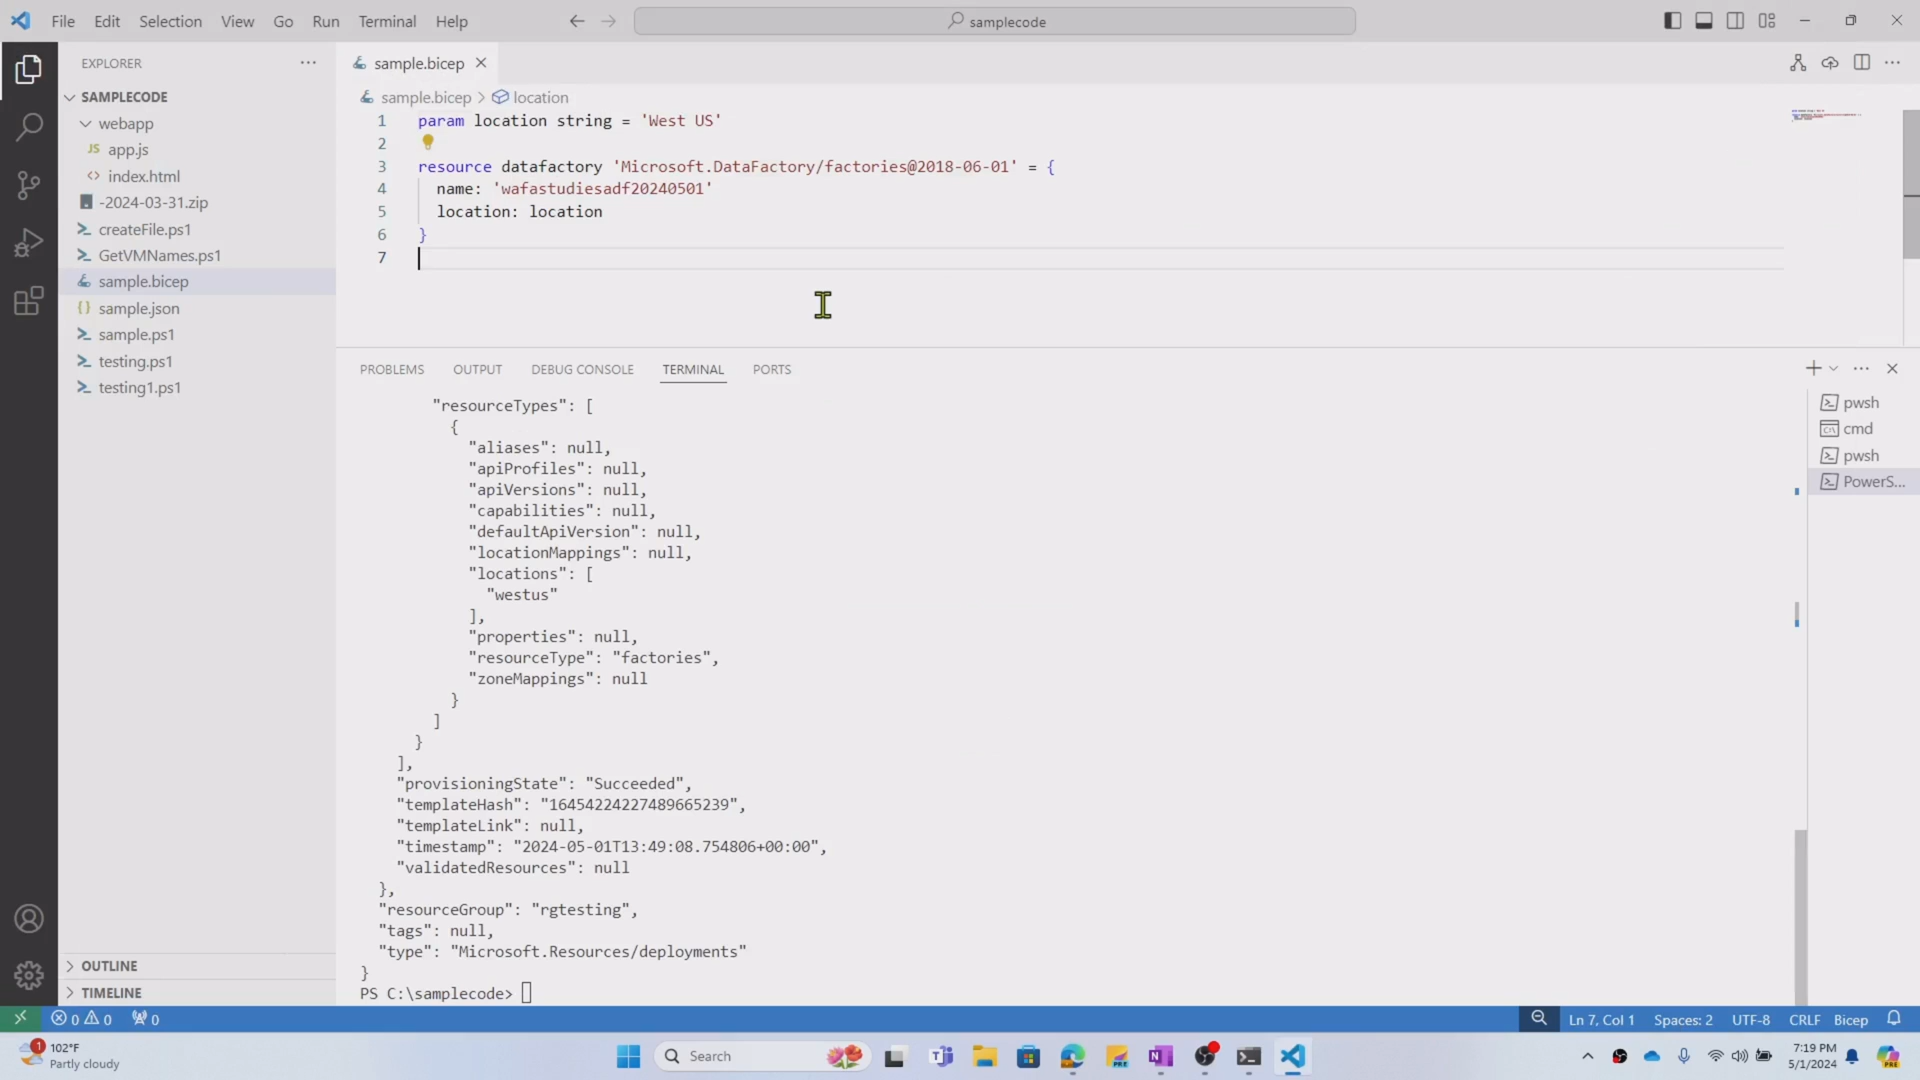 File Edit Selection View Go Run Terminal Help
samplecode
EXPLORER
SAMPLECODE
webapp
JS app.js
<> index.html
-2024-03-31.zip
createFile.ps1
GetVMNames.ps1
sample.bicep
{} sample.json
sample.ps1
testing.ps1
testing1.ps1
OUTLINE
TIMELINE
sample.bicep
sample.bicep > location
1 param location string = 'West US'
2
3 resource datafactory 'Microsoft.DataFactory/factories@2018-06-01' = {
4 name: 'wafastudiesadf20240501'
5 location: location
6 }
7
PROBLEMS OUTPUT DEBUG CONSOLE TERMINAL PORTS
"resourceTypes": [
{
"aliases": null,
"apiProfiles": null,
"apiVersions": null,
"capabilities": null,
"defaultApiVersion": null,
"locationMappings": null,
"locations": [
"westus"
],
"properties": null,
"resourceType": "factories",
"zoneMappings": null
}
]
}
],
"provisioningState": "Succeeded",
"templateHash": "16454224227489665239",
"templateLink": null,
"timestamp": "2024-05-01T13:49:08.754806+00:00",
"validatedResources": null
},
"resourceGroup": "rgtesting",
"tags": null,
"type": "Microsoft.Resources/deployments"
}
PS C:\samplecode>
pwsh
cmd
pwsh
PowerS...
0 0 0
Ln 7, Col 1 Spaces: 2 UTF-8 CRLF Bicep
1
102°F
Partly cloudy
Search
7:19 PM
5/1/2024